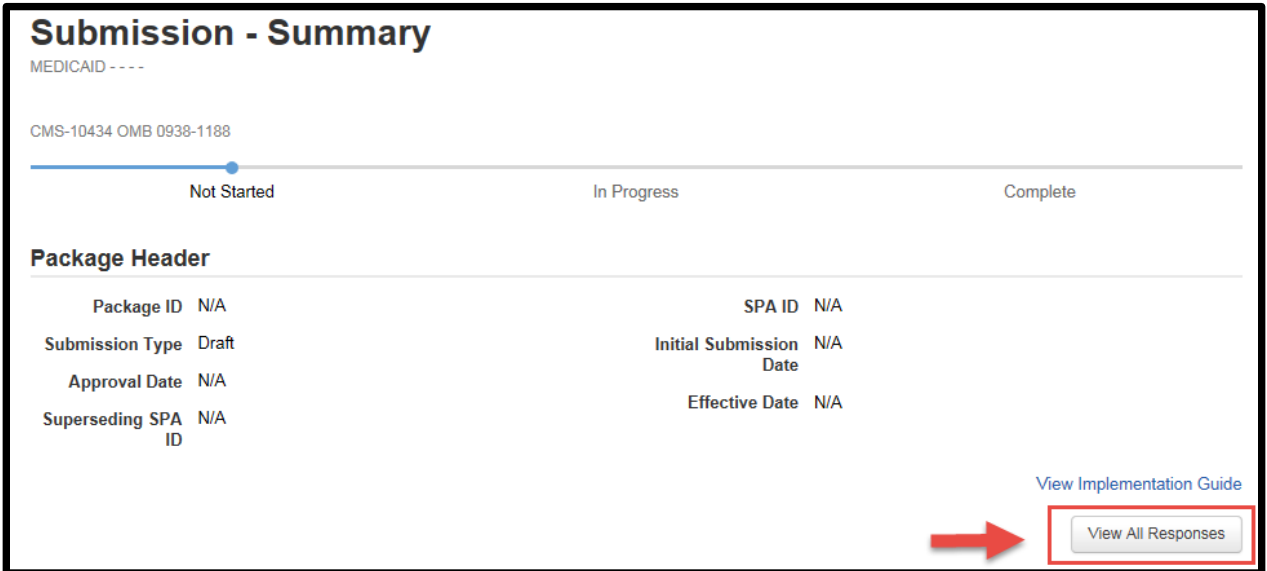 Submission - Summary
MEDICAID - - - -
CMS-10434 OMB 0938-1188
Not Started In Progress Complete
Package Header
Package ID N/A
Submission Type Draft
Approval Date N/A
Superseding SPA N/A
ID
SPA ID N/A
Initial Submission N/A
Date
Effective Date N/A
View Implementation Guide
View All Responses